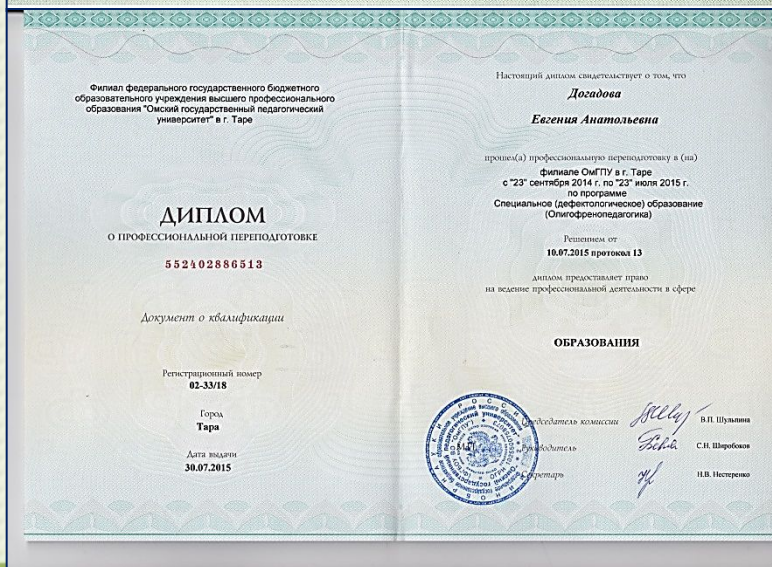 Филиал федерального государственного бюджетного
образовательного учреждения высшего профессионального
образования "Омский государственный педагогический
университет" в г. Таре
ДИПЛОМ
О ПРОФЕССИОНАЛЬНОЙ ПЕРЕПОДГОТОВКЕ
552402886513
Документ о квалификации
Регистрационный номер
02-33/18
Город
Тара
Дата выдачи
30.07.2015
Настоящий диплом свидетельствует о том, что
Догадова
Евгения Анатольевна
прошел(а) профессиональную переподготовку в (на)
филиале ОмГПУ в г. Таре
с "23" сентября 2014 г. по "23" июля 2015 г.
по программе
Специальное (дефектологическое) образование
(Олигофренопедагогика)
Решением от
10.07.2015 протокол 13
диплом предоставляет право
на ведение профессиональной деятельности в сфере
ОБРАЗОВАНИЯ
Председатель комиссии В.П. Шульпина
Руководитель С.Н. Широбоков
Секретарь Н.В. Нестеренко